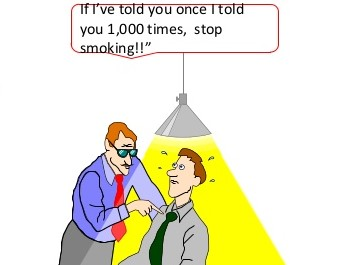 If I’ve told you once I told
you 1,000 times,  stop
smoking!!”